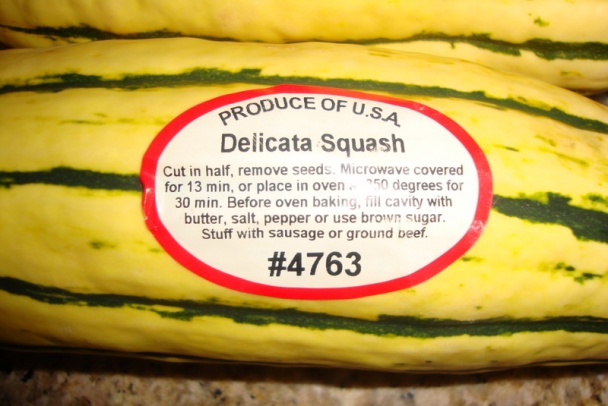 PRODUCE OF U.S.A.
Delicata Squash
Cut in half, remove seeds. Microwave covered
for 13 min, or place in oven 350 degrees for
30 min. Before oven baking, fill cavity with
butter, salt, pepper or use brown sugar.
Stuff with sausage or ground beef.
#4763